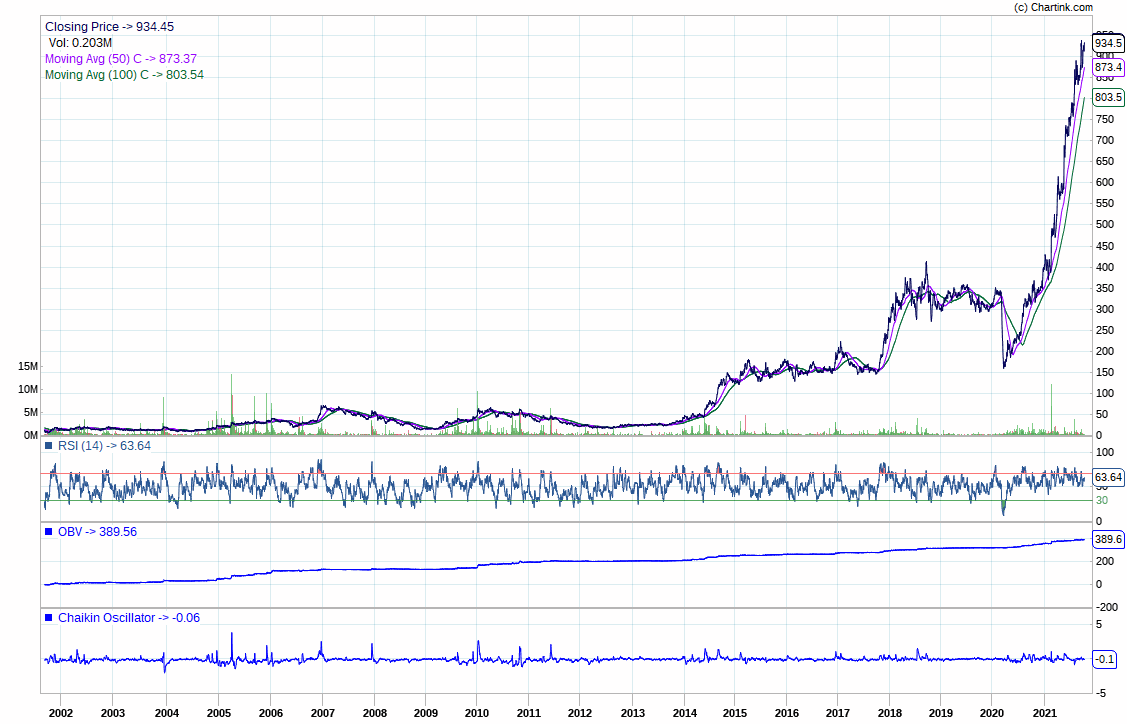 (c) Chartink.com
Closing Price -> 934.45
Vol: 0.203M
Moving Avg (50) C -> 873.37
Moving Avg (100) C -> 803.54
934.5
900
873.4
803.5
750
700
650
600
550
500
450
400
350
300
250
200
150
100
50
0
15M
10M
5M
0M
RSI (14) -> 63.64
100
63.64
30
0
OBV -> 389.56
389.6
200
0
-200
Chaikin Oscillator -> -0.06
5
-0.1
-5
2002 2003 2004 2005 2006 2007 2008 2009 2010 2011 2012 2013 2014 2015 2016 2017 2018 2019 2020 2021